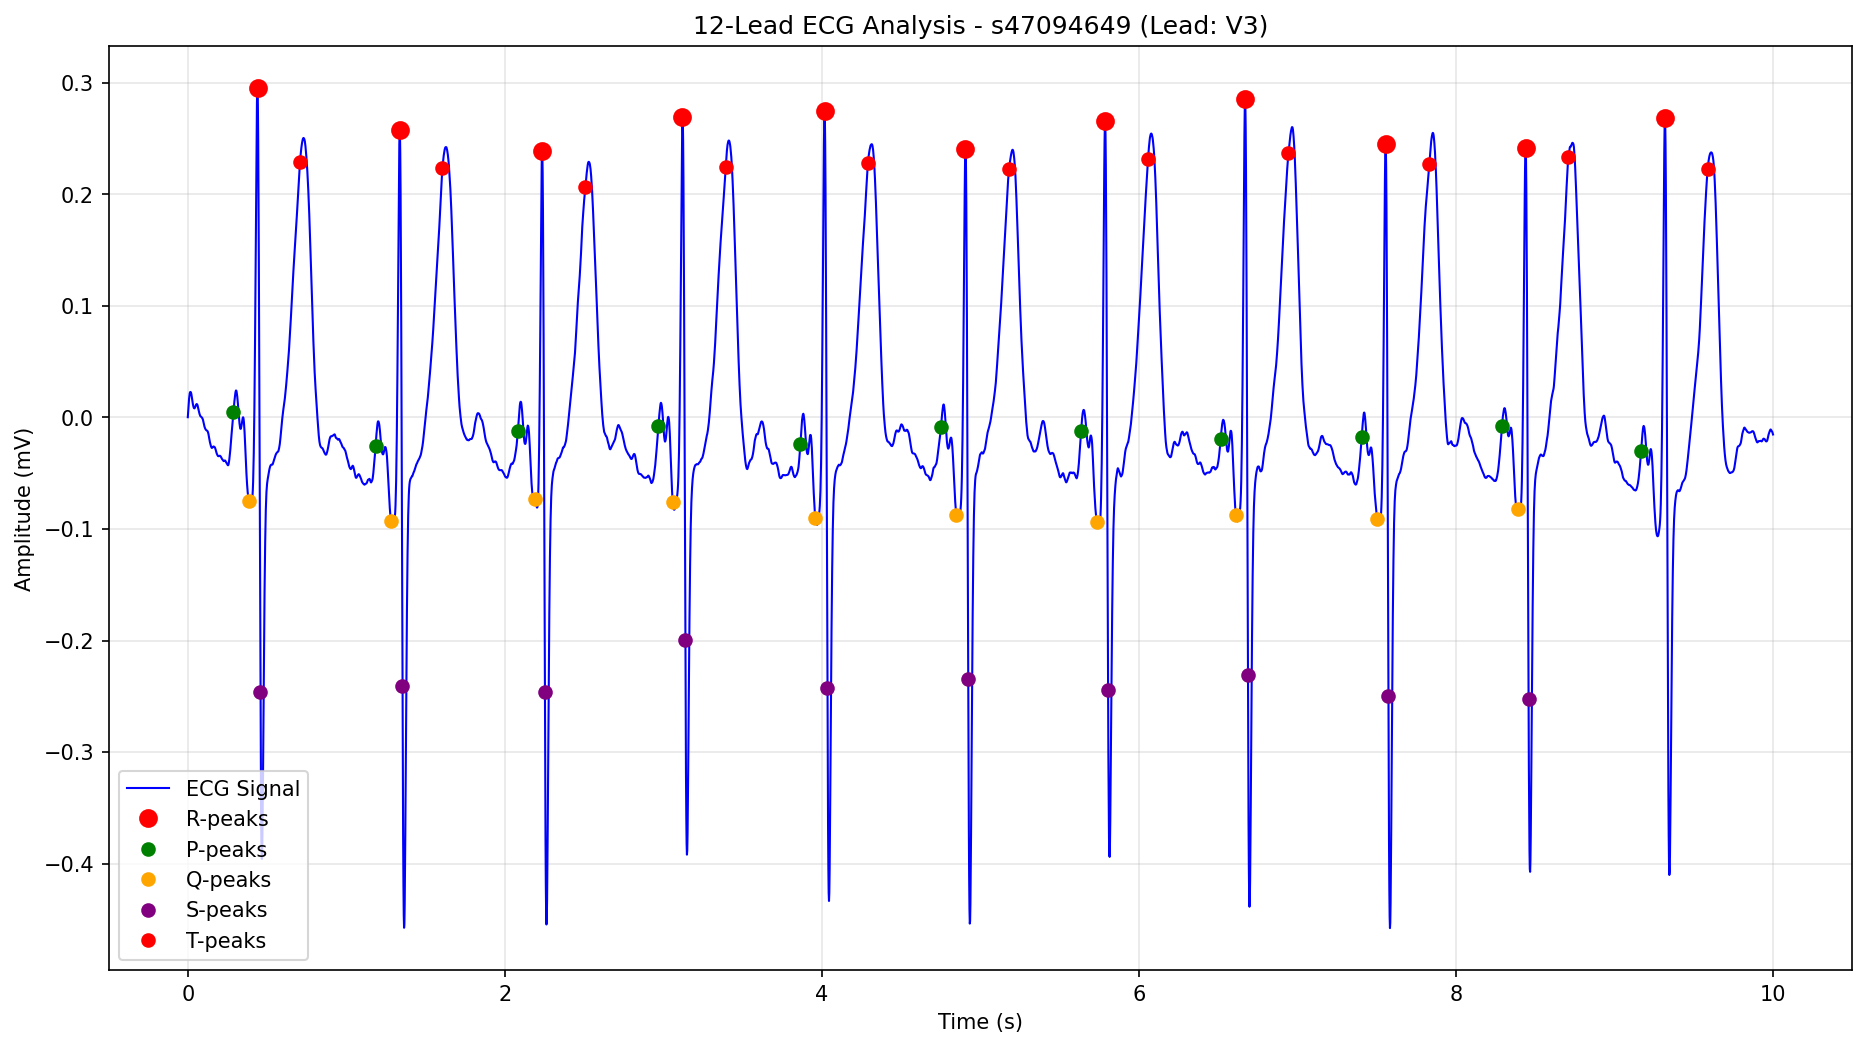 12-Lead ECG Analysis - s47094649 (Lead: V3)
0.3
0.2
0.1
0.0
−0.1
−0.2
−0.3
−0.4
Amplitude (mV)
ECG Signal
R-peaks
P-peaks
Q-peaks
S-peaks
T-peaks
0 2 4 6 8 10
Time (s)